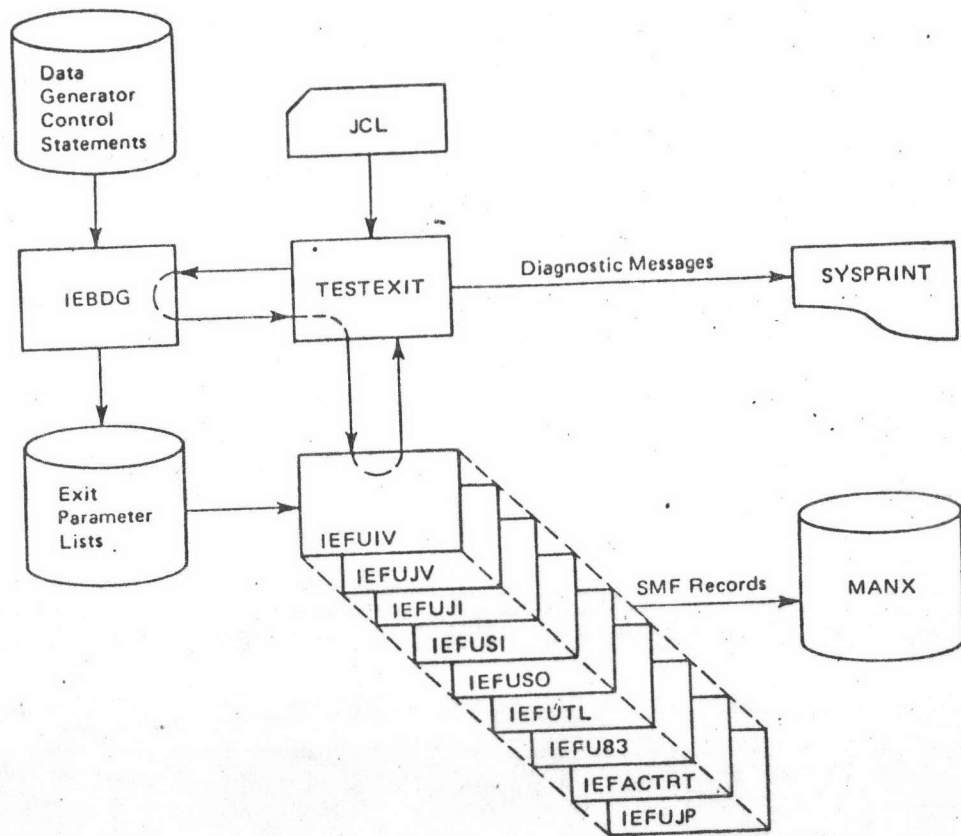 Data
Generator
Control
Statements
JCL
IEBDG
TESTEXIT
Diagnostic Messages
SYSPRINT
Exit
Parameter
Lists
IEFUIV
IEFUJV
IEFUJI
IEFUSI
IEFUSO
IEFUTL
IEFU83
IEFACTRT
IEFUJP
SMF Records
MANX